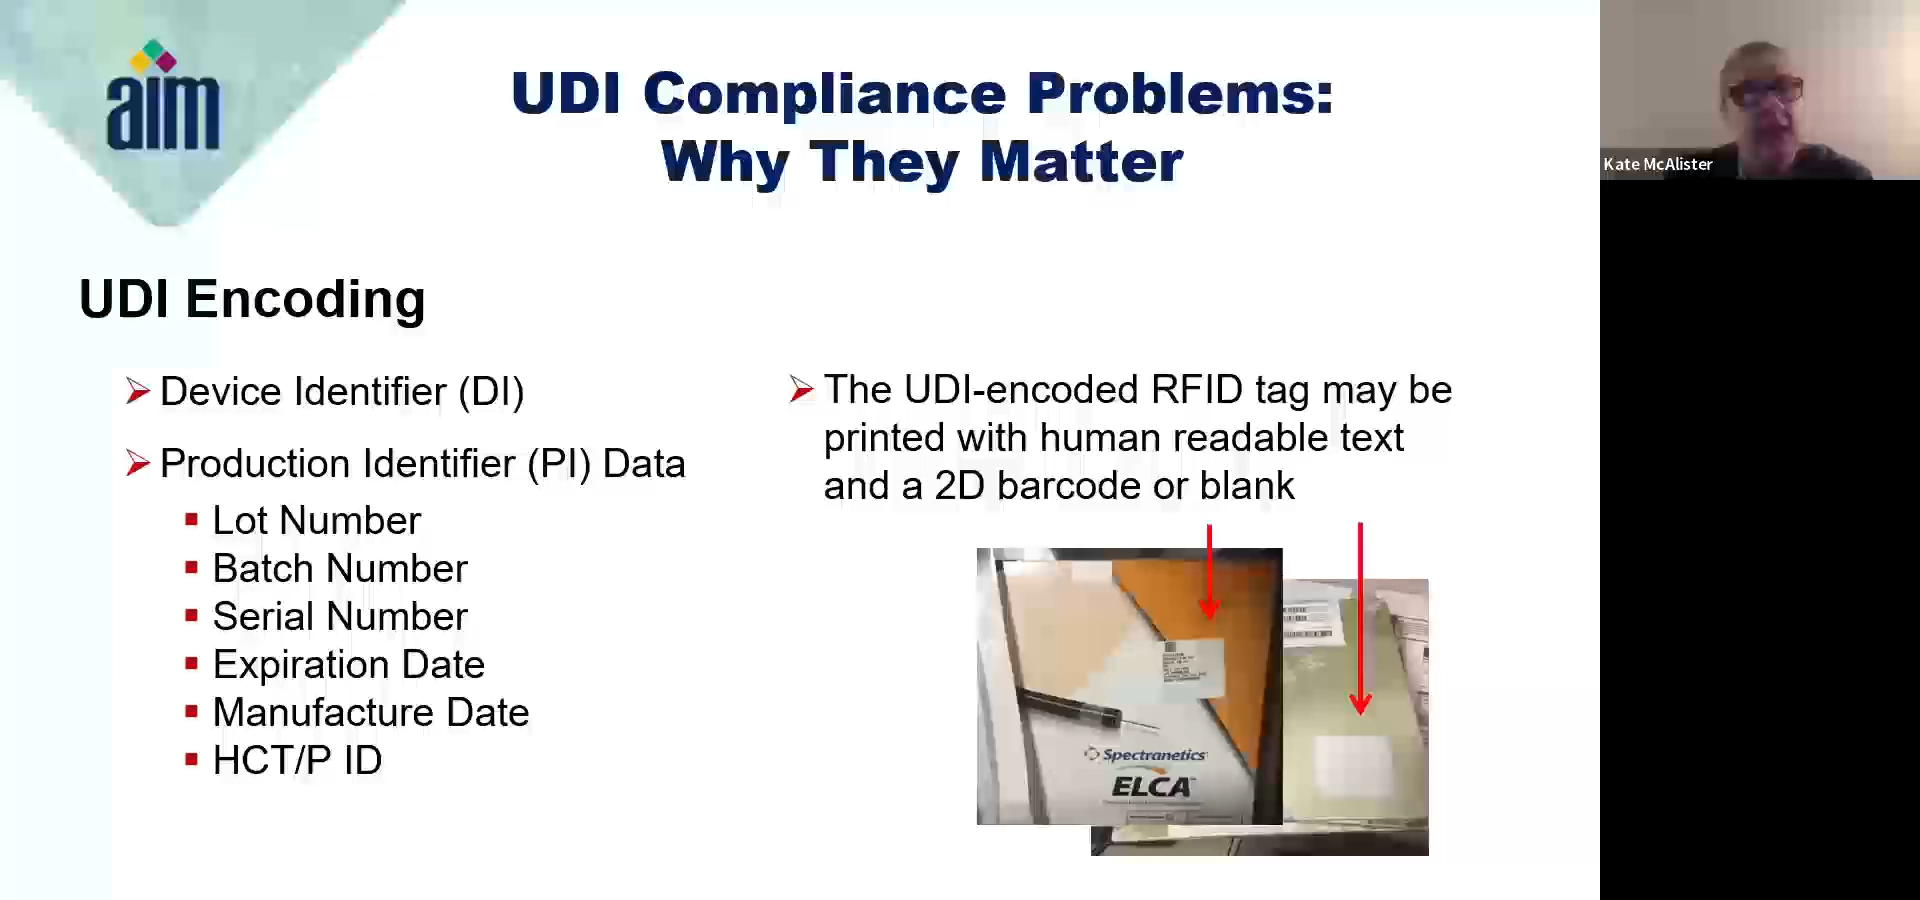 aim
UDI Compliance Problems:
Why They Matter
Kate McAlister
UDI Encoding
Device Identifier (DI)
Production Identifier (PI) Data
Lot Number
Batch Number
Serial Number
Expiration Date
Manufacture Date
HCT/P ID
The UDI-encoded RFID tag may be
printed with human readable text
and a 2D barcode or blank
Spectranetics
ELCA